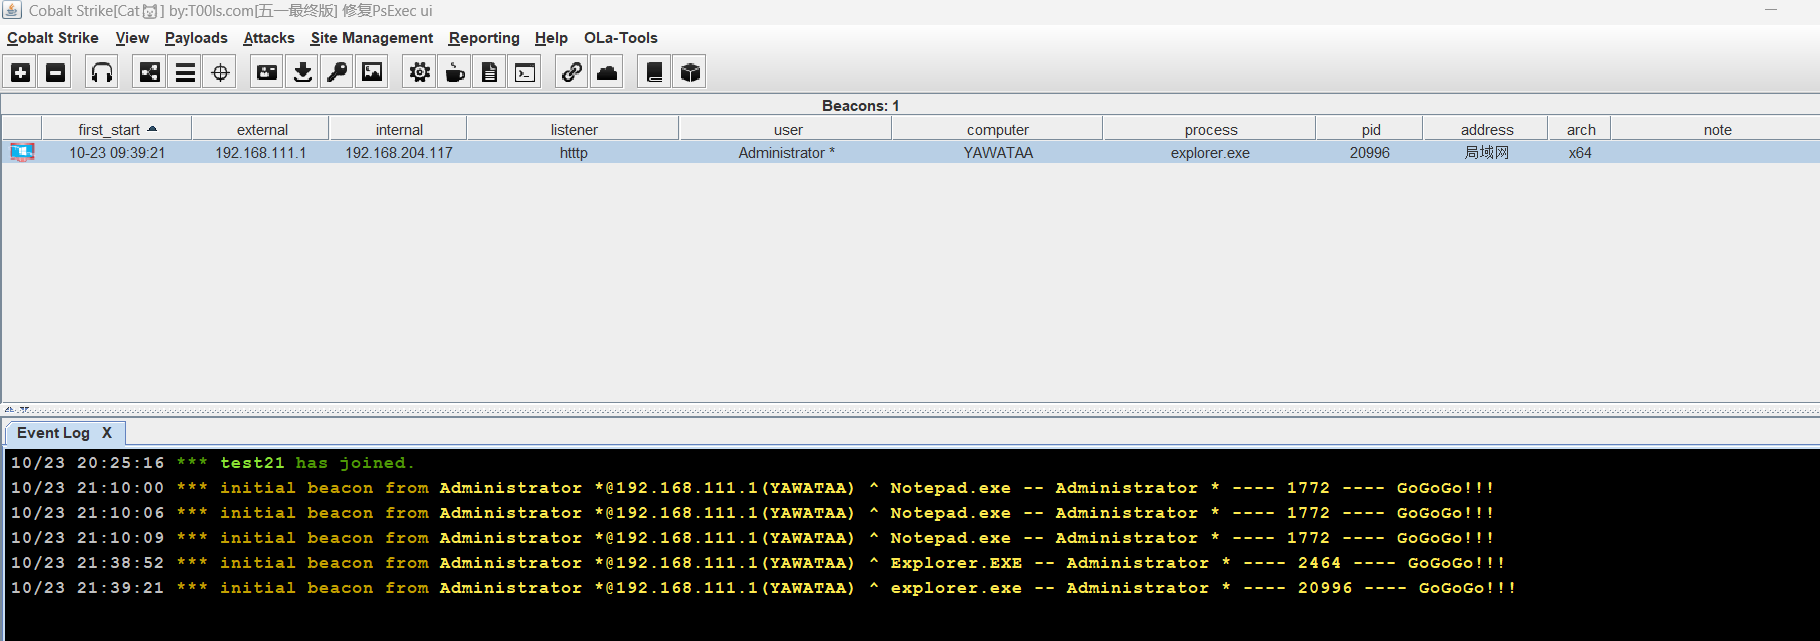 Cobalt Strike[Cat🐱] by:T00ls.com[五一最终版] 修复PsExec ui
Cobalt Strike View Payloads Attacks Site Management Reporting Help OLa-Tools
Beacons: 1
first_start external internal listener user computer process pid address arch note
10-23 09:39:21 192.168.111.1 192.168.204.117 htttp Administrator * YAWATAA explorer.exe 20996 局域网 x64
Event Log X
10/23 20:25:16 *** test21 has joined.
10/23 21:10:00 *** initial beacon from Administrator *@192.168.111.1(YAWATAA) ^ Notepad.exe -- Administrator * ---- 1772 ---- GoGoGo!!!
10/23 21:10:06 *** initial beacon from Administrator *@192.168.111.1(YAWATAA) ^ Notepad.exe -- Administrator * ---- 1772 ---- GoGoGo!!!
10/23 21:10:09 *** initial beacon from Administrator *@192.168.111.1(YAWATAA) ^ Notepad.exe -- Administrator * ---- 1772 ---- GoGoGo!!!
10/23 21:38:52 *** initial beacon from Administrator *@192.168.111.1(YAWATAA) ^ Explorer.EXE -- Administrator * ---- 2464 ---- GoGoGo!!!
10/23 21:39:21 *** initial beacon from Administrator *@192.168.111.1(YAWATAA) ^ explorer.exe -- Administrator * ---- 20996 ---- GoGoGo!!!